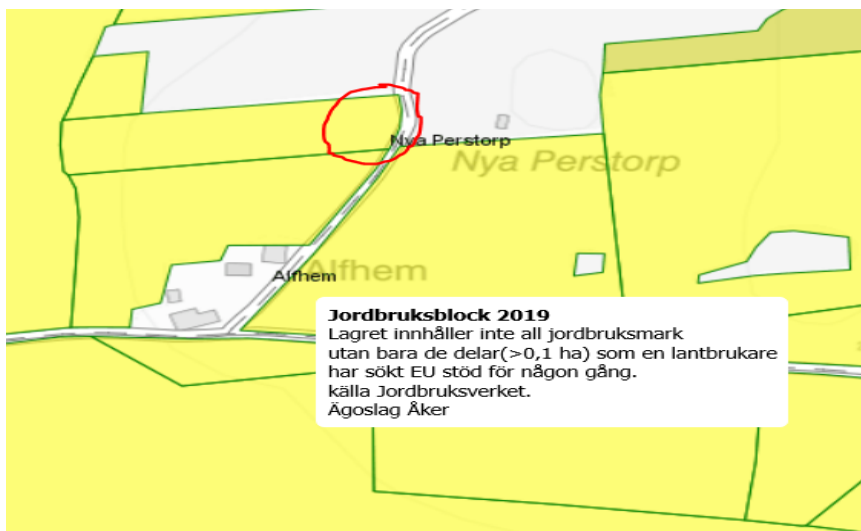 Nya Perstorp
Nya Perstorp
Alfhem
Alfhem
Jordbruksblock 2019
Lagret innhåller inte all jordbruksmark
utan bara de delar(>0,1 ha) som en lantbrukare
har sökt EU stöd för någon gång.
källa Jordbruksverket.
Ägoslag Åker